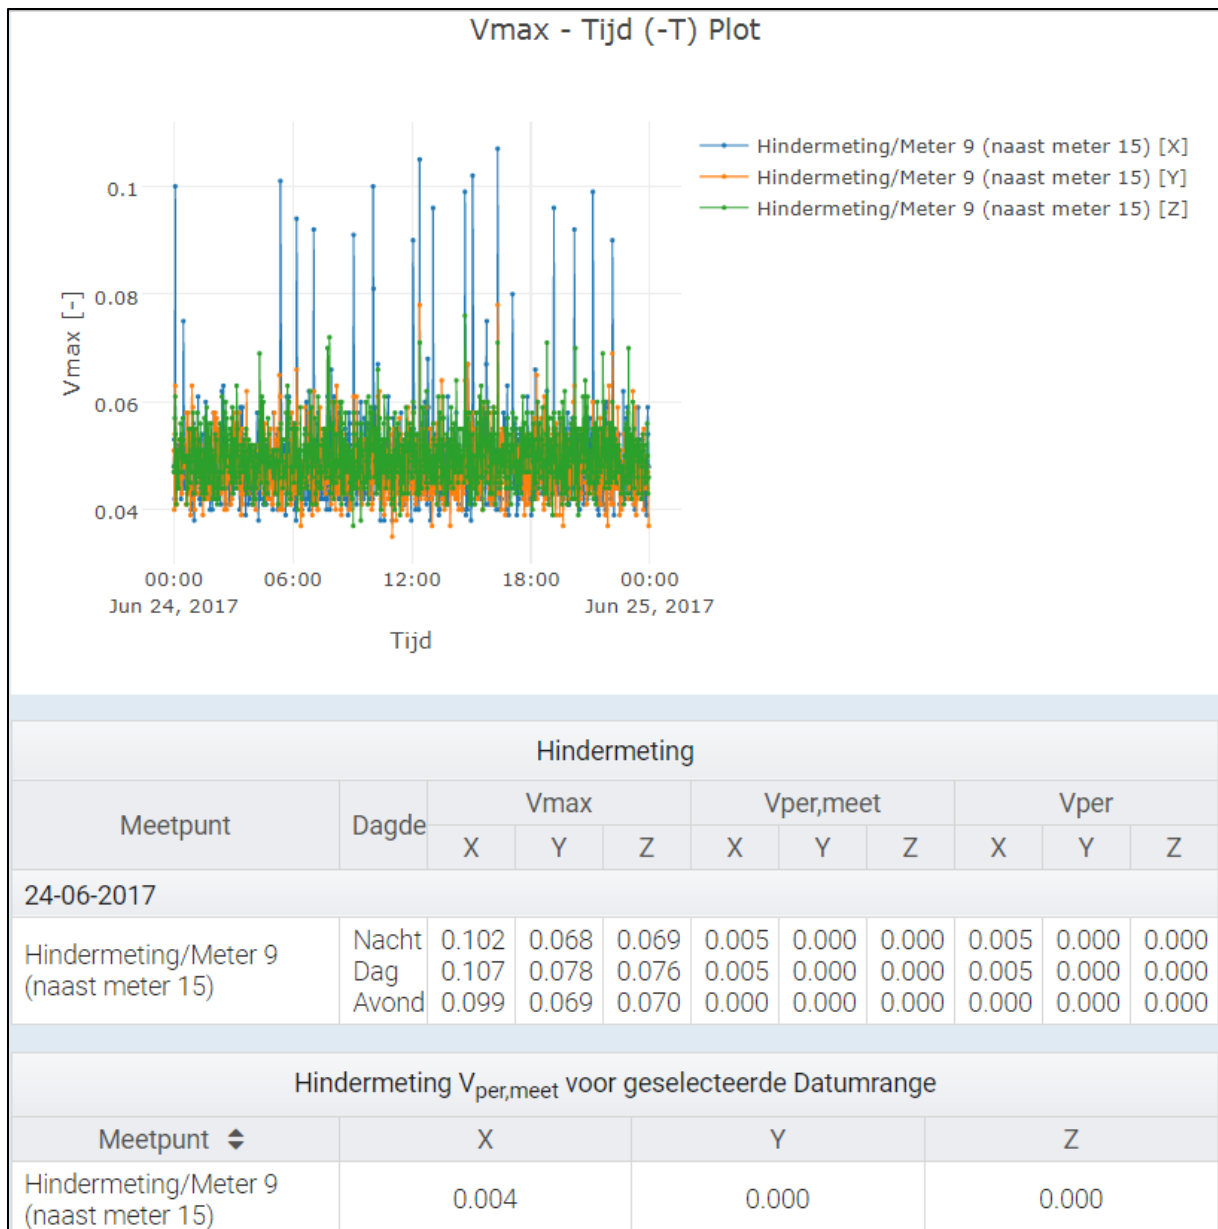 Vmax - Tijd (-T) Plot
Hindermeting/Meter 9 (naast meter 15) [X]
Hindermeting/Meter 9 (naast meter 15) [Y]
Hindermeting/Meter 9 (naast meter 15) [Z]
Vmax [-]
0.1
0.08
0.06
0.04
00:00 06:00 12:00 18:00 00:00
Jun 24, 2017 Jun 25, 2017
Tijd
Hindermeting
Meetpunt Dagde Vmax Vper,meet Vper
X Y Z X Y Z X Y Z
24-06-2017
Hindermeting/Meter 9 (naast meter 15)
Nacht 0.102 0.068 0.069 0.005 0.000 0.000 0.005 0.000 0.000
Dag 0.107 0.078 0.076 0.005 0.000 0.000 0.005 0.000 0.000
Avond 0.099 0.069 0.070 0.000 0.000 0.000 0.000 0.000 0.000
Hindermeting Vper,meet voor geselecteerde Datumrange
Meetpunt X Y Z
Hindermeting/Meter 9 (naast meter 15) 0.004 0.000 0.000